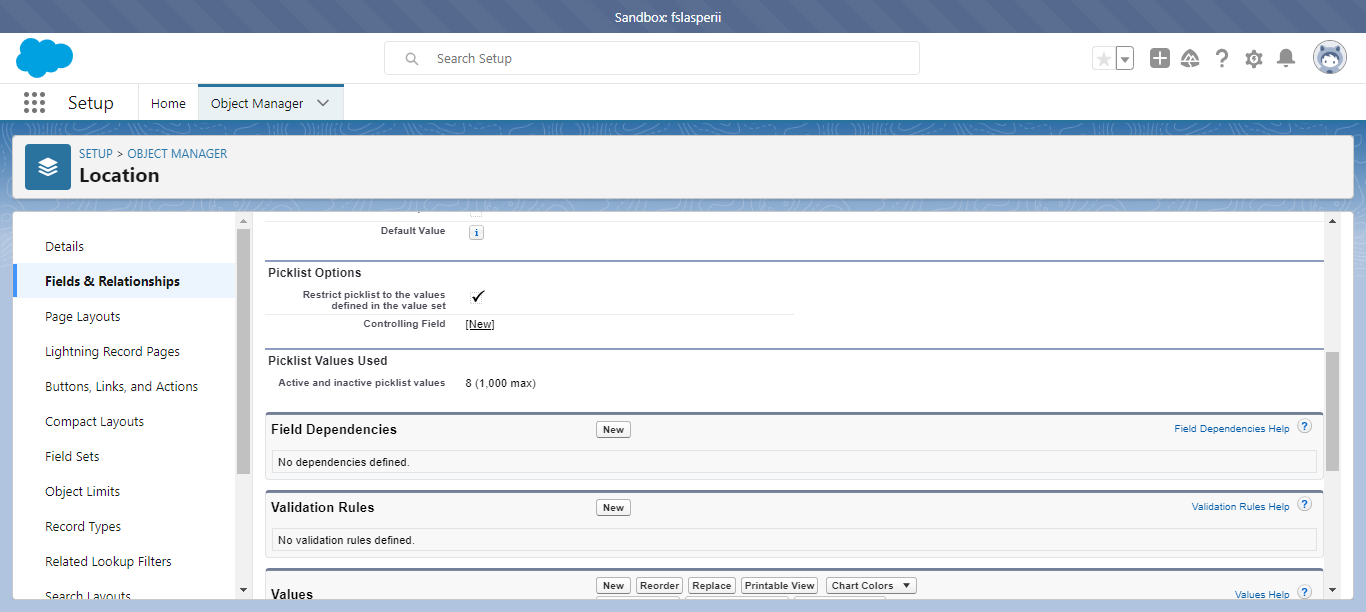 Sandbox: fslasperii
Search Setup
Setup
Home
Object Manager
SETUP > OBJECT MANAGER
Location
Details
Fields & Relationships
Page Layouts
Lightning Record Pages
Buttons, Links, and Actions
Compact Layouts
Field Sets
Object Limits
Record Types
Related Lookup Filters
Search Layouts
Default Value
i
Picklist Options
Restrict picklist to the values
defined in the value set
Controlling Field [New]
Picklist Values Used
Active and inactive picklist values 8 (1,000 max)
Field Dependencies New Field Dependencies Help ?
No dependencies defined.
Validation Rules New Validation Rules Help ?
No validation rules defined.
Values New Reorder Replace Printable View Chart Colors Values Help ?